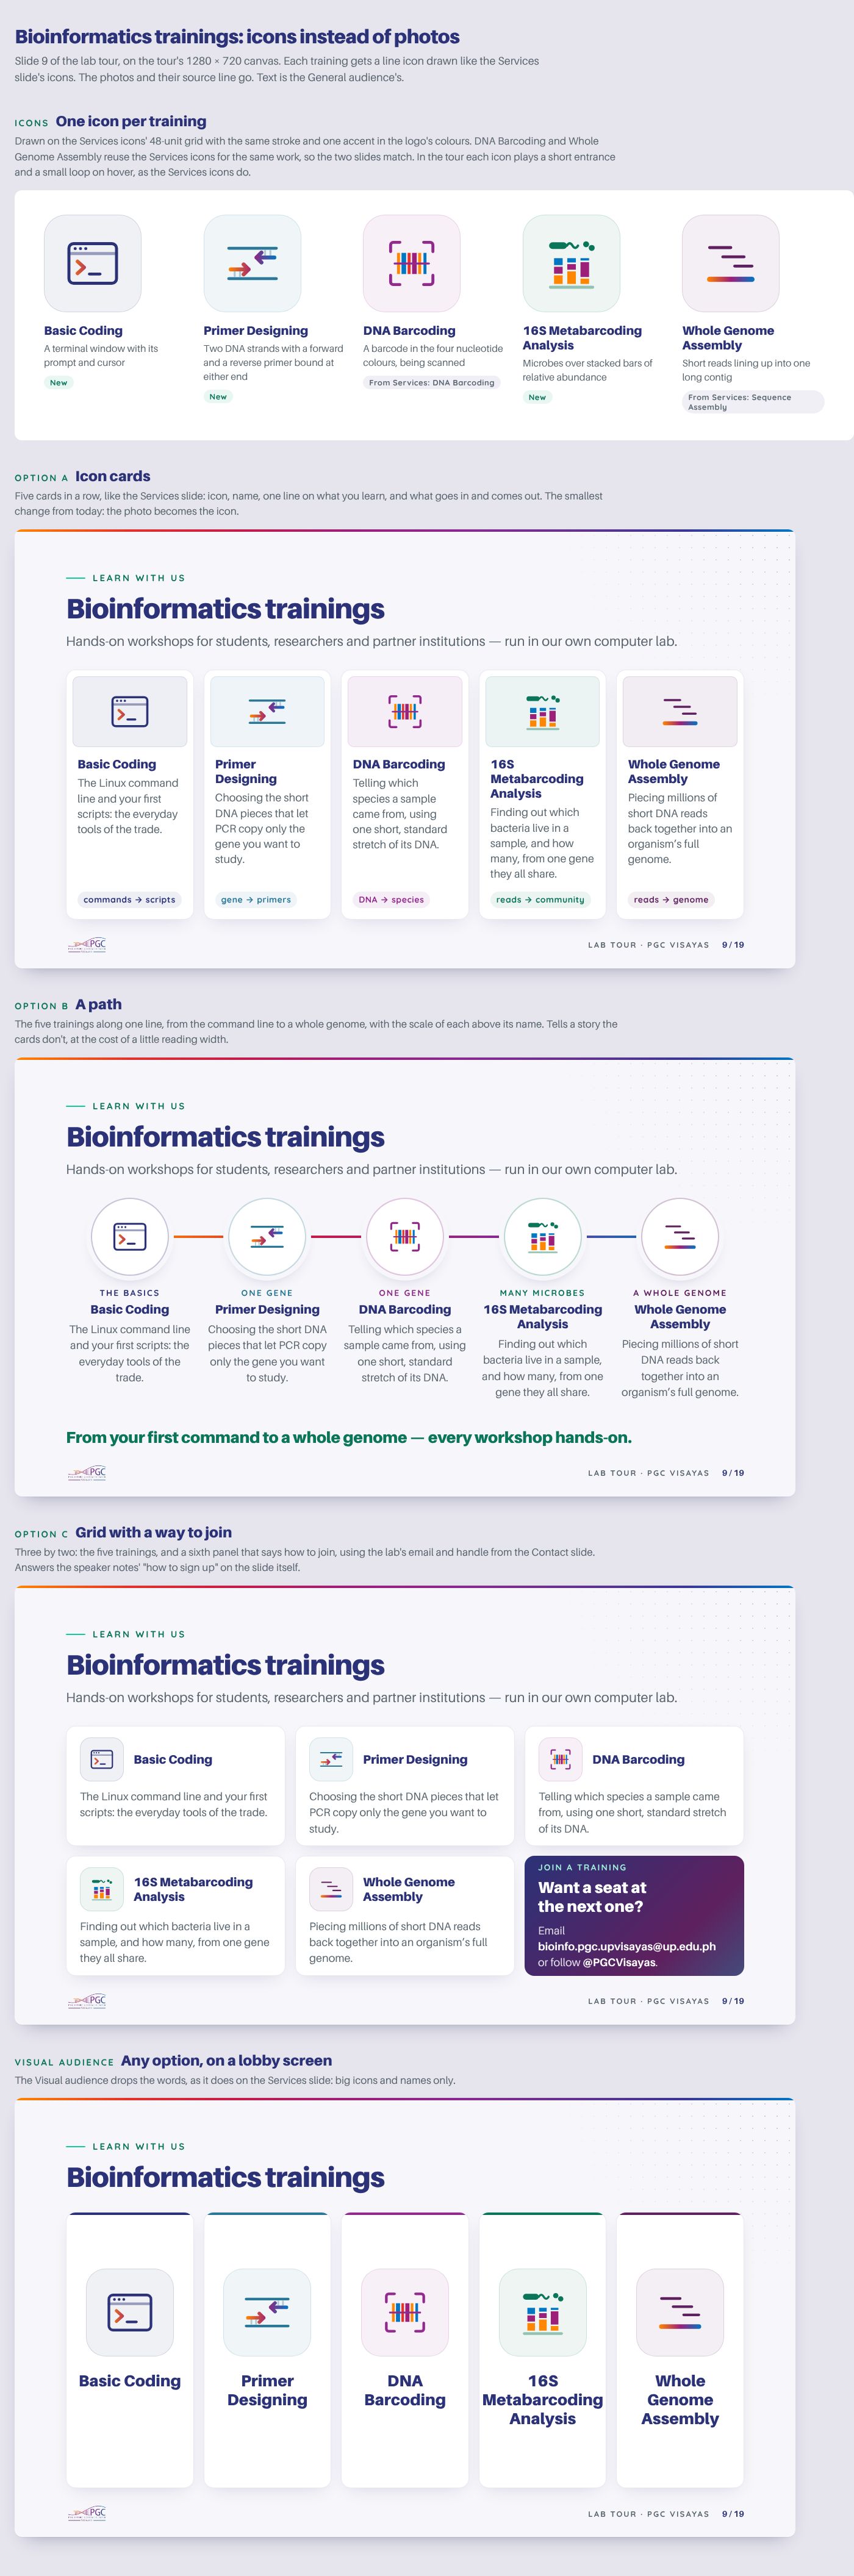 Bioinformatics trainings: icons instead of photos
Slide 9 of the lab tour, on the tour's 1280 × 720 canvas. Each training gets a line icon drawn like the Services
slide's icons. The photos and their source line go. Text is the General audience's.
ICONS One icon per training
Drawn on the Services icons' 48-unit grid with the same stroke and one accent in the logo's colours. DNA Barcoding and Whole
Genome Assembly reuse the Services icons for the same work, so the two slides match. In the tour each icon plays a short entrance
and a small loop on hover, as the Services icons do.
Basic Coding
A terminal window with its
prompt and cursor
New
Primer Designing
Two DNA strands with a forward
and a reverse primer bound at
either end
New
DNA Barcoding
A barcode in the four nucleotide
colours, being scanned
From Services: DNA Barcoding
16S Metabarcoding
Analysis
Microbes over stacked bars of
relative abundance
New
Whole Genome
Assembly
Short reads lining up into one
long contig
From Services: Sequence
Assembly
OPTION A Icon cards
Five cards in a row, like the Services slide: icon, name, one line on what you learn, and what goes in and comes out. The smallest
change from today: the photo becomes the icon.
LEARN WITH US
Bioinformatics trainings
Hands-on workshops for students, researchers and partner institutions — run in our own computer lab.
Basic Coding
The Linux command
line and your first
scripts: the everyday
tools of the trade.
commands → scripts
Primer
Designing
Choosing the short
DNA pieces that let
PCR copy only the
gene you want to
study.
gene → primers
DNA Barcoding
Telling which
species a sample
came from, using
one short, standard
stretch of its DNA.
DNA → species
16S
Metabarcoding
Analysis
Finding out which
bacteria live in a
sample, and how
many, from one gene
they all share.
reads → community
Whole Genome
Assembly
Piecing millions of
short DNA reads
back together into an
organism's full
genome.
reads → genome
PGC
LAB TOUR · PGC VISAYAS 9 / 19
OPTION B A path
The five trainings along one line, from the command line to a whole genome, with the scale of each above its name. Tells a story the
cards don't, at the cost of a little reading width.
LEARN WITH US
Bioinformatics trainings
Hands-on workshops for students, researchers and partner institutions — run in our own computer lab.
THE BASICS
Basic Coding
The Linux command line
and your first scripts: the
everyday tools of the
trade.
ONE GENE
Primer Designing
Choosing the short DNA
pieces that let PCR copy
only the gene you want
to study.
ONE GENE
DNA Barcoding
Telling which species a
sample came from, using
one short, standard
stretch of its DNA.
MANY MICROBES
16S Metabarcoding
Analysis
Finding out which
bacteria live in a sample,
and how many, from one
gene they all share.
A WHOLE GENOME
Whole Genome
Assembly
Piecing millions of short
DNA reads back
together into an
organism's full genome.
From your first command to a whole genome — every workshop hands-on.
PGC
LAB TOUR · PGC VISAYAS 9 / 19
OPTION C Grid with a way to join
Three by two: the five trainings, and a sixth panel that says how to join, using the lab's email and handle from the Contact slide.
Answers the speaker notes' "how to sign up" on the slide itself.
LEARN WITH US
Bioinformatics trainings
Hands-on workshops for students, researchers and partner institutions — run in our own computer lab.
Basic Coding
The Linux command line and your first
scripts: the everyday tools of the trade.
Primer Designing
Choosing the short DNA pieces that let
PCR copy only the gene you want to
study.
DNA Barcoding
Telling which species a sample came
from, using one short, standard stretch
of its DNA.
16S Metabarcoding
Analysis
Finding out which bacteria live in a
sample, and how many, from one gene
they all share.
Whole Genome
Assembly
Piecing millions of short DNA reads
back together into an organism's full
genome.
JOIN A TRAINING
Want a seat at
the next one?
Email
bioinfo.pgc.upvisayas@up.edu.ph
or follow @PGCVisayas.
PGC
LAB TOUR · PGC VISAYAS 9 / 19
VISUAL AUDIENCE Any option, on a lobby screen
The Visual audience drops the words, as it does on the Services slide: big icons and names only.
LEARN WITH US
Bioinformatics trainings
Basic Coding
Primer
Designing
DNA
Barcoding
16S
Metabarcoding
Analysis
Whole
Genome
Assembly
PGC
LAB TOUR · PGC VISAYAS 9 / 19